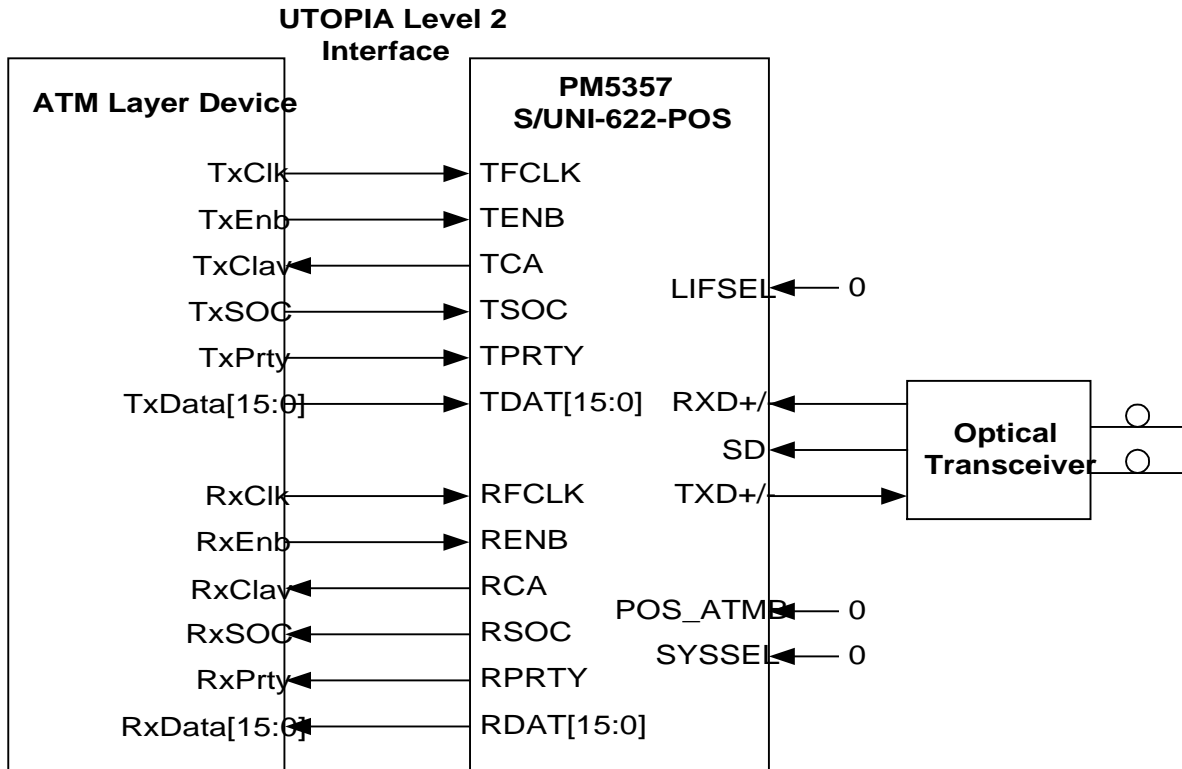 UTOPIA Level 2
Interface
ATM Layer Device
TxClk
TxEnb
TxClav
TxSOC
TxPrty
TxData[15:0]
RxClk
RxEnb
RxClav
RxSOC
RxPrty
RxData[15:0]
PM5357
S/UNI-622-POS
TFCLK
TENB
TCA
TSOC
TPRTY
TDAT[15:0]
RFCLK
RENB
RCA
RSOC
RPRTY
RDAT[15:0]
LIFSEL 0
RXD+/-
SD
TXD+/-
POS_ATMB 0
SYSSEL 0
Optical
Transceiver